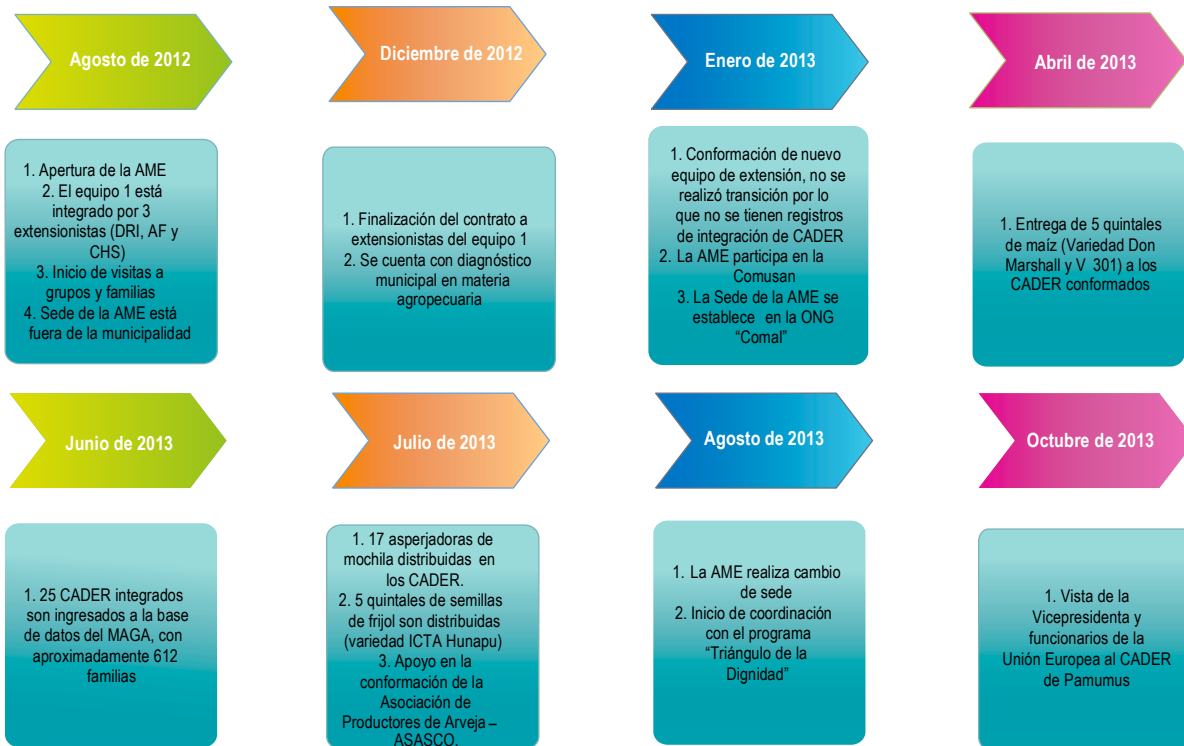 Agosto de 2012
Diciembre de 2012
Enero de 2013
Abril de 2013
1. Apertura de la AME
2. El equipo 1 está
integrado por 3
extensionistas (DRI, AF y
CHS)
3. Inicio de visitas a
grupos y familias
4. Sede de la AME está
fuera de la municipalidad
1. Finalización del contrato a
extensionistas del equipo 1
2. Se cuenta con diagnóstico
municipal en materia
agropecuaria
1. Conformación de nuevo
equipo de extensión, no se
realizó transición por lo
que no se tienen registros
de integración de CADER
2. La AME participa en la
Comusan
3. La Sede de la AME se
establece en la ONG
“Comal”
1. Entrega de 5 quintales
de maíz (Variedad Don
Marshall y V 301) a los
CADER conformados
Junio de 2013
Julio de 2013
Agosto de 2013
Octubre de 2013
1. 25 CADER integrados
son ingresados a la base
de datos del MAGA, con
aproximadamente 612
familias
1. 17 asperjadoras de
mochila distribuidas en
los CADER.
2. 5 quintales de semillas
de frijol son distribuidas
(variedad ICTA Hunapu)
3. Apoyo en la
conformación de la
Asociación de
Productores de Arveja –
ASASCO.
1. La AME realiza cambio
de sede
2. Inicio de coordinación
con el programa
“Triángulo de la
Dignidad”
1. Vista de la
Vicepresidenta y
funcionarios de la
Unión Europea al CADER
de Pamumus